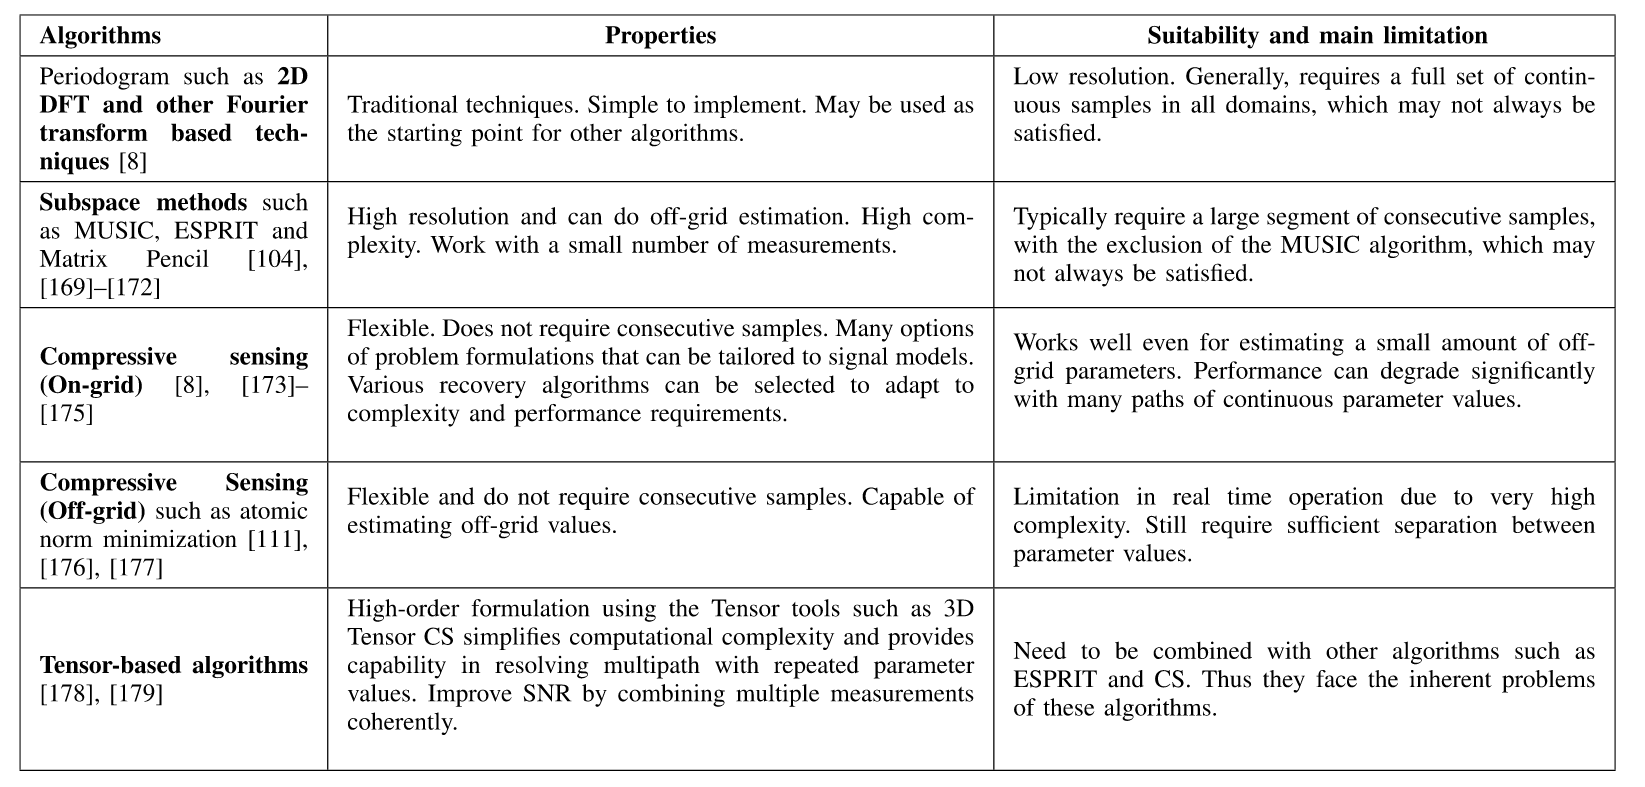 Algorithms
Properties
Suitability and main limitation
Periodogram such as 2D
DFT and other Fourier
transform based tech-
niques [8]
Traditional techniques. Simple to implement. May be used as
the starting point for other algorithms.
Low resolution. Generally, requires a full set of contin-
uous samples in all domains, which may not always be
satisfied.
Subspace methods such
as MUSIC, ESPRIT and
Matrix Pencil [104],
[169]–[172]
High resolution and can do off-grid estimation. High com-
plexity. Work with a small number of measurements.
Typically require a large segment of consecutive samples,
with the exclusion of the MUSIC algorithm, which may
not always be satisfied.
Compressive sensing
(On-grid) [8], [173]–
[175]
Flexible. Does not require consecutive samples. Many options
of problem formulations that can be tailored to signal models.
Various recovery algorithms can be selected to adapt to
complexity and performance requirements.
Works well even for estimating a small amount of off-
grid parameters. Performance can degrade significantly
with many paths of continuous parameter values.
Compressive Sensing
(Off-grid) such as atomic
norm minimization [111],
[176], [177]
Flexible and do not require consecutive samples. Capable of
estimating off-grid values.
Limitation in real time operation due to very high
complexity. Still require sufficient separation between
parameter values.
Tensor-based algorithms
[178], [179]
High-order formulation using the Tensor tools such as 3D
Tensor CS simplifies computational complexity and provides
capability in resolving multipath with repeated parameter
values. Improve SNR by combining multiple measurements
coherently.
Need to be combined with other algorithms such as
ESPRIT and CS. Thus they face the inherent problems
of these algorithms.